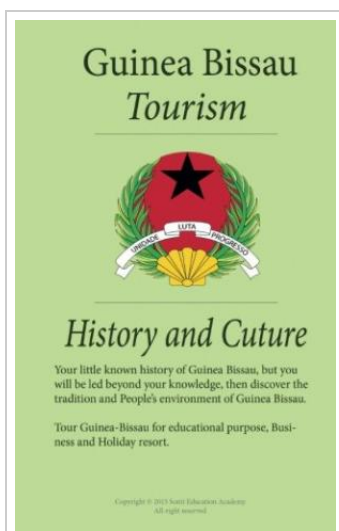 Guinea Bissau
Tourism
UNIDADE LUTA PROGRESSO
History and Cuture
Your little known history of Guinea Bissau, but you
will be led beyond your knowledge, then discover the
tradition and People's environment of Guinea Bissau.
Tour Guinea-Bissau for educational purpose, Busi-
ness and Holiday resort.
Copyright © 2015 Education Academy
All right reserved